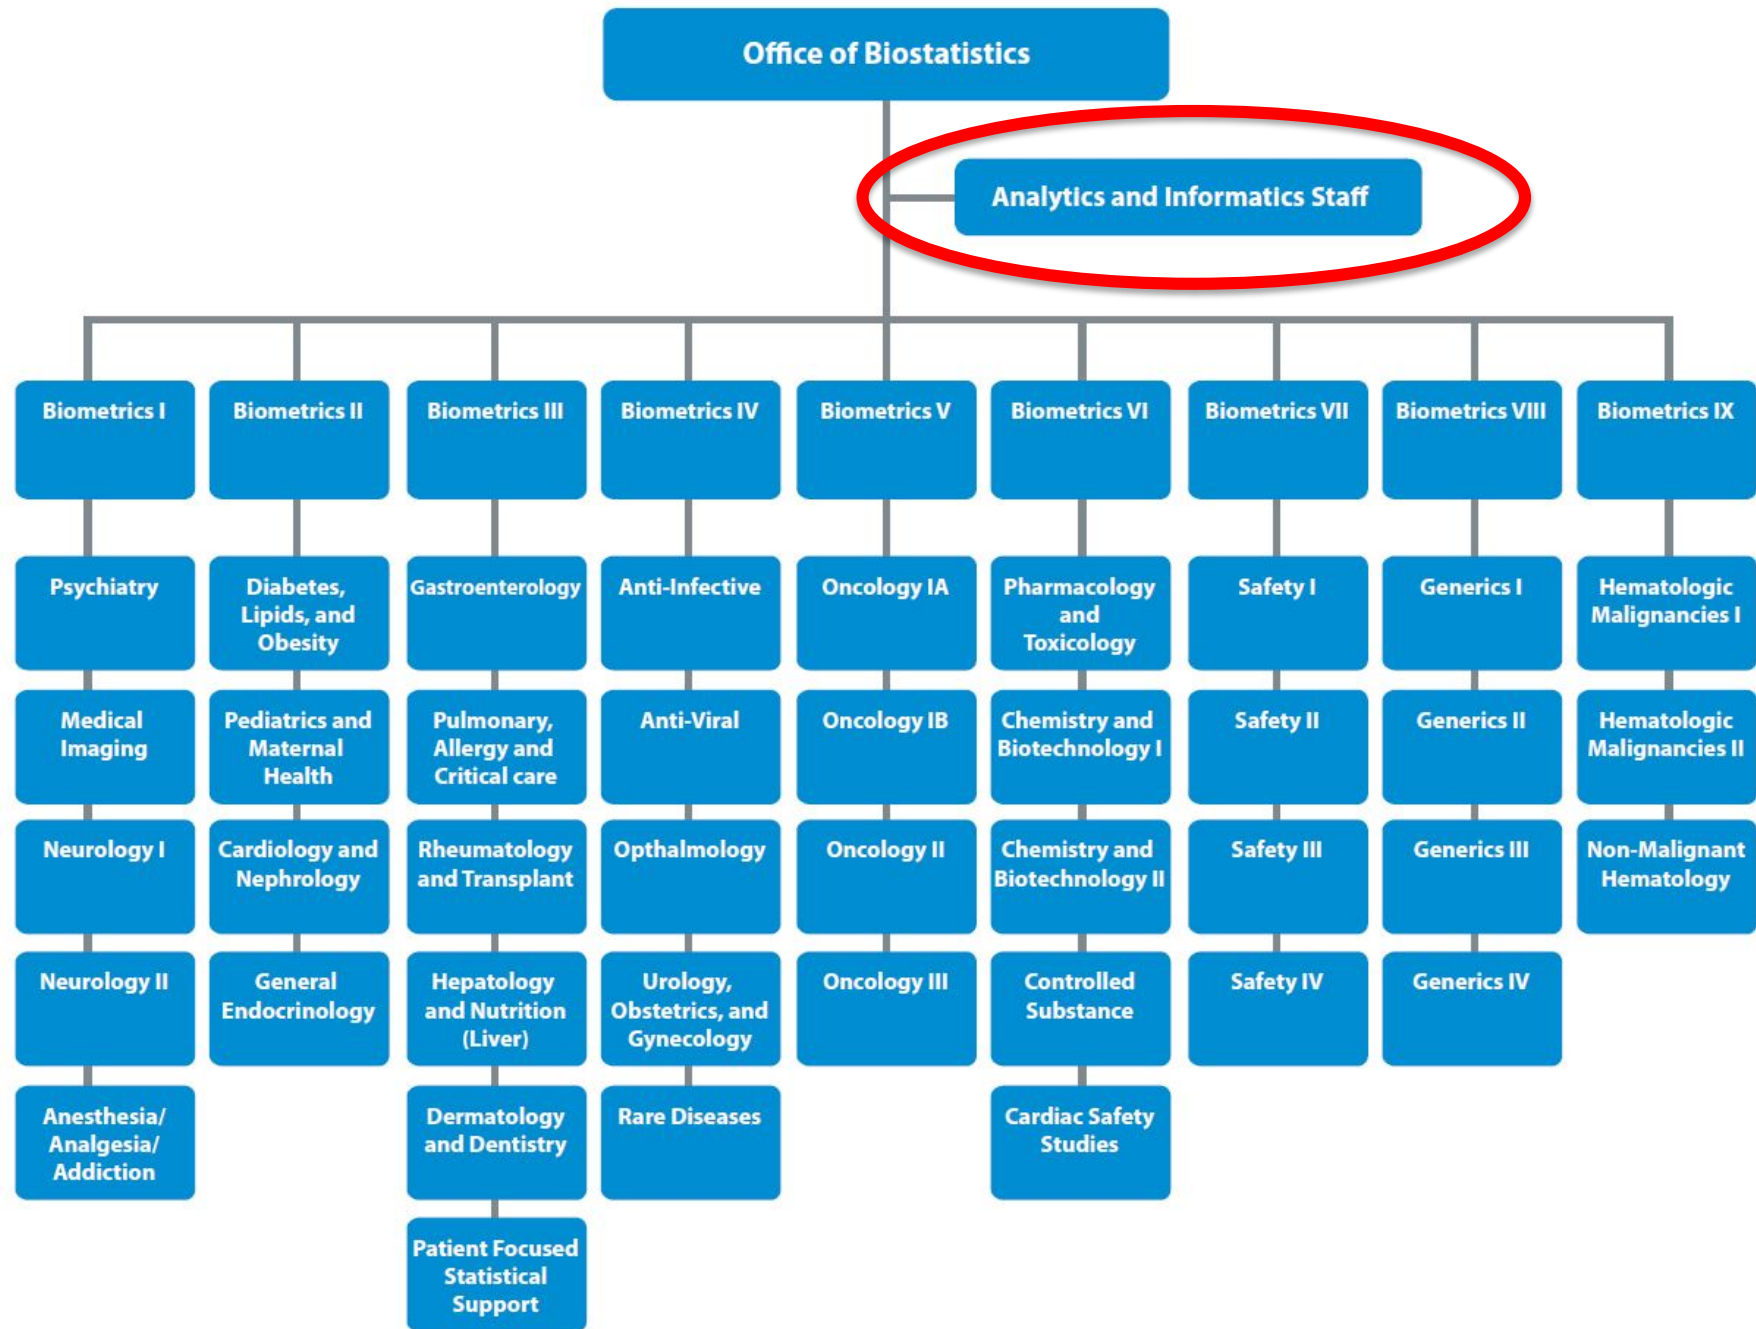 Office of Biostatistics
Analytics and Informatics Staff
Biometrics I
Biometrics II
Biometrics III
Biometrics IV
Biometrics V
Biometrics VI
Biometrics VII
Biometrics VIII
Biometrics IX
Psychiatry
Diabetes,
Lipids, and
Obesity
Gastroenterology
Anti-Infective
Oncology IA
Pharmacology
and
Toxicology
Safety I
Generics I
Hematologic
Malignancies I
Medical
Imaging
Pediatrics and
Maternal
Health
Pulmonary,
Allergy and
Critical care
Anti-Viral
Oncology IB
Chemistry and
Biotechnology I
Safety II
Generics II
Hematologic
Malignancies II
Neurology I
Cardiology and
Nephrology
Rheumatology
and Transplant
Opthalmology
Oncology II
Chemistry and
Biotechnology II
Safety III
Generics III
Non-Malignant
Hematology
Neurology II
General
Endocrinology
Hepatology
and Nutrition
(Liver)
Urology,
Obstetrics, and
Gynecology
Oncology III
Controlled
Substance
Safety IV
Generics IV
Anesthesia/
Analgesia/
Addiction
Dermatology
and Dentistry
Rare Diseases
Cardiac Safety
Studies
Patient Focused
Statistical
Support